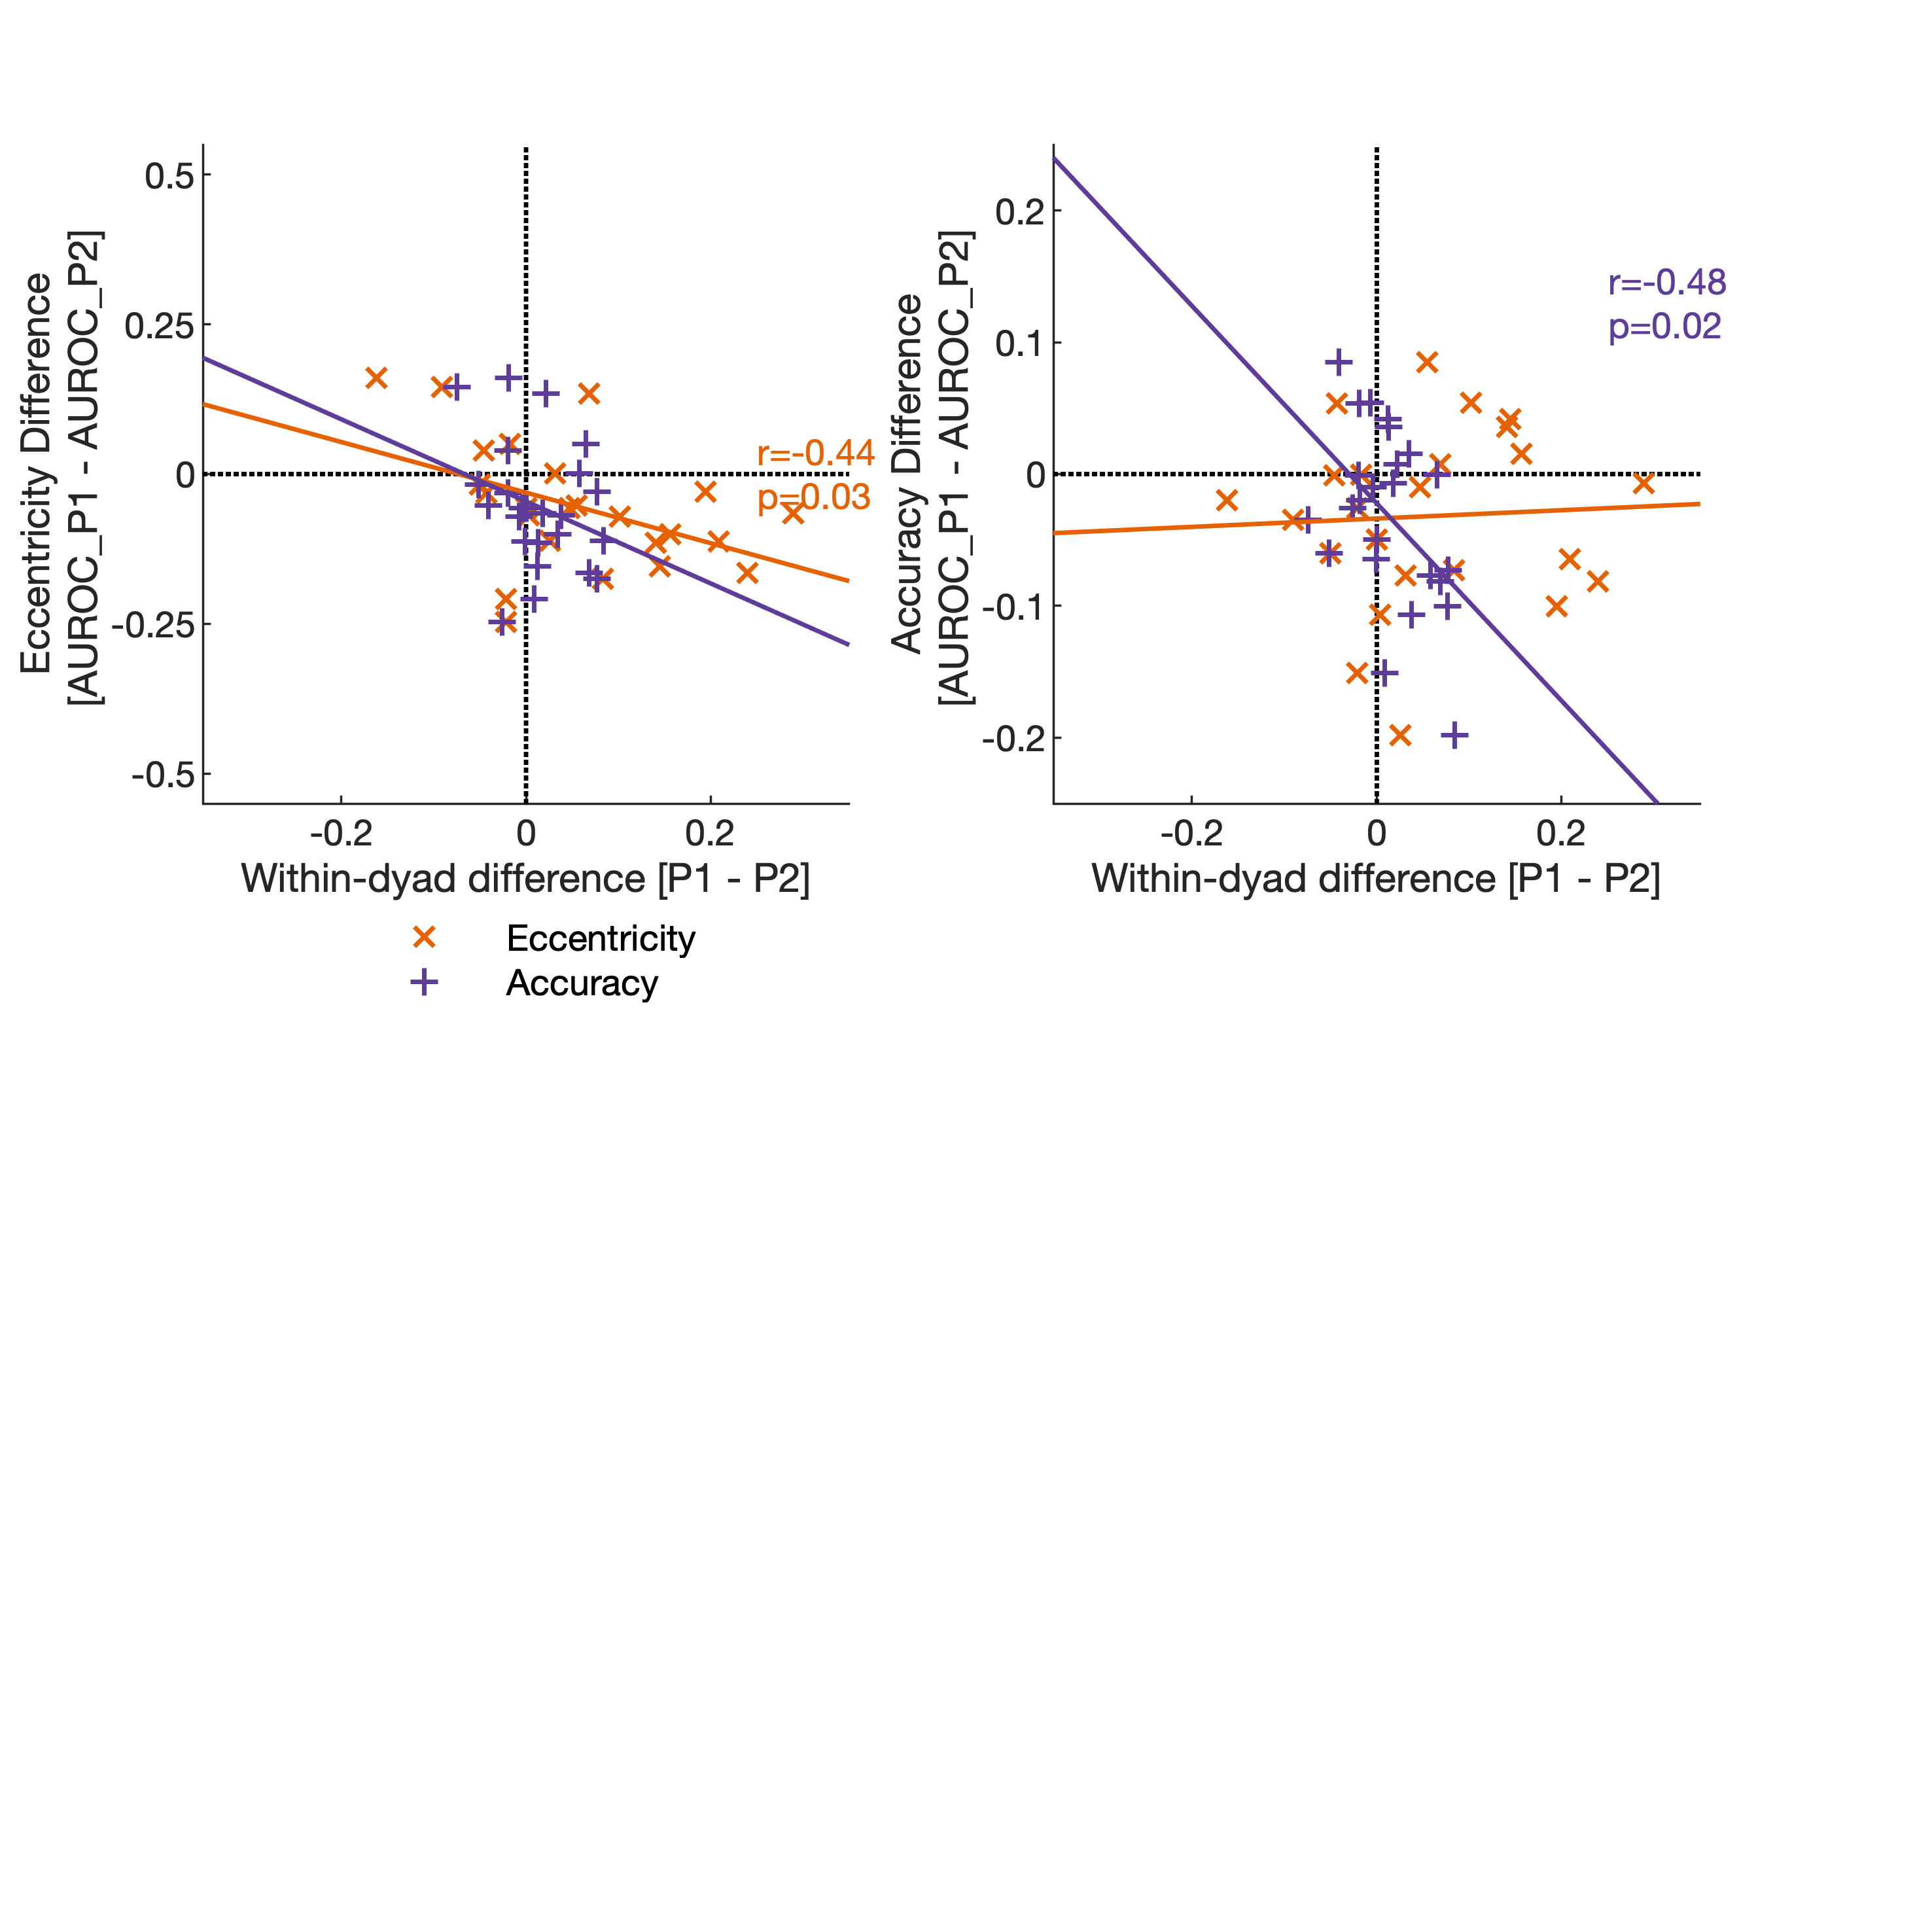 Eccentricity Difference
[AUROC_P1 - AUROC_P2]
0.5
0.25
0
-0.25
-0.5
r=-0.44
p=0.03
-0.2
0
0.2
Within-dyad difference [P1 - P2]
Accuracy Difference
[AUROC_P1 - AUROC_P2]
0.2
0.1
0
-0.1
-0.2
r=-0.48
p=0.02
-0.2
0
0.2
Within-dyad difference [P1 - P2]
Eccentricity
Accuracy